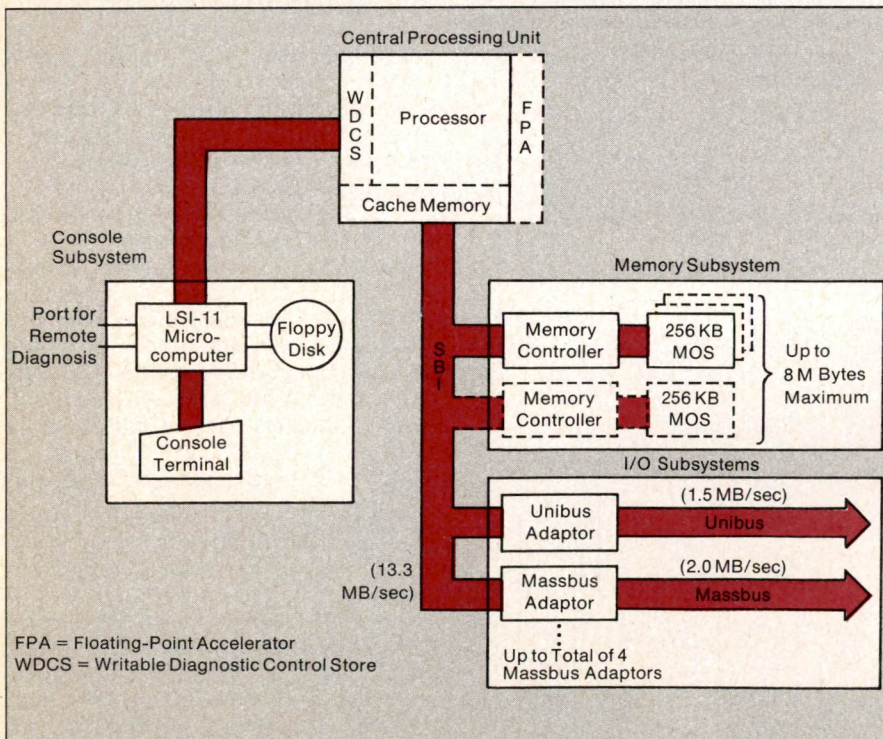 Central Processing Unit
WDCS
Processor
FPA
Cache Memory
Console
Subsystem
Port for
Remote
Diagnosis
LSI-11
Micro-
computer
Floppy
Disk
Console
Terminal
SBI
(13.3
MB/sec)
Memory Subsystem
Memory
Controller
256 KB
MOS
Memory
Controller
256 KB
MOS
Up to
8 M Bytes
Maximum
I/O Subsystems
Unibus
Adaptor
(1.5 MB/sec)
Unibus
Massbus
Adaptor
(2.0 MB/sec)
Massbus
Up to Total of 4
Massbus Adaptors
FPA = Floating-Point Accelerator
WDCS = Writable Diagnostic Control Store